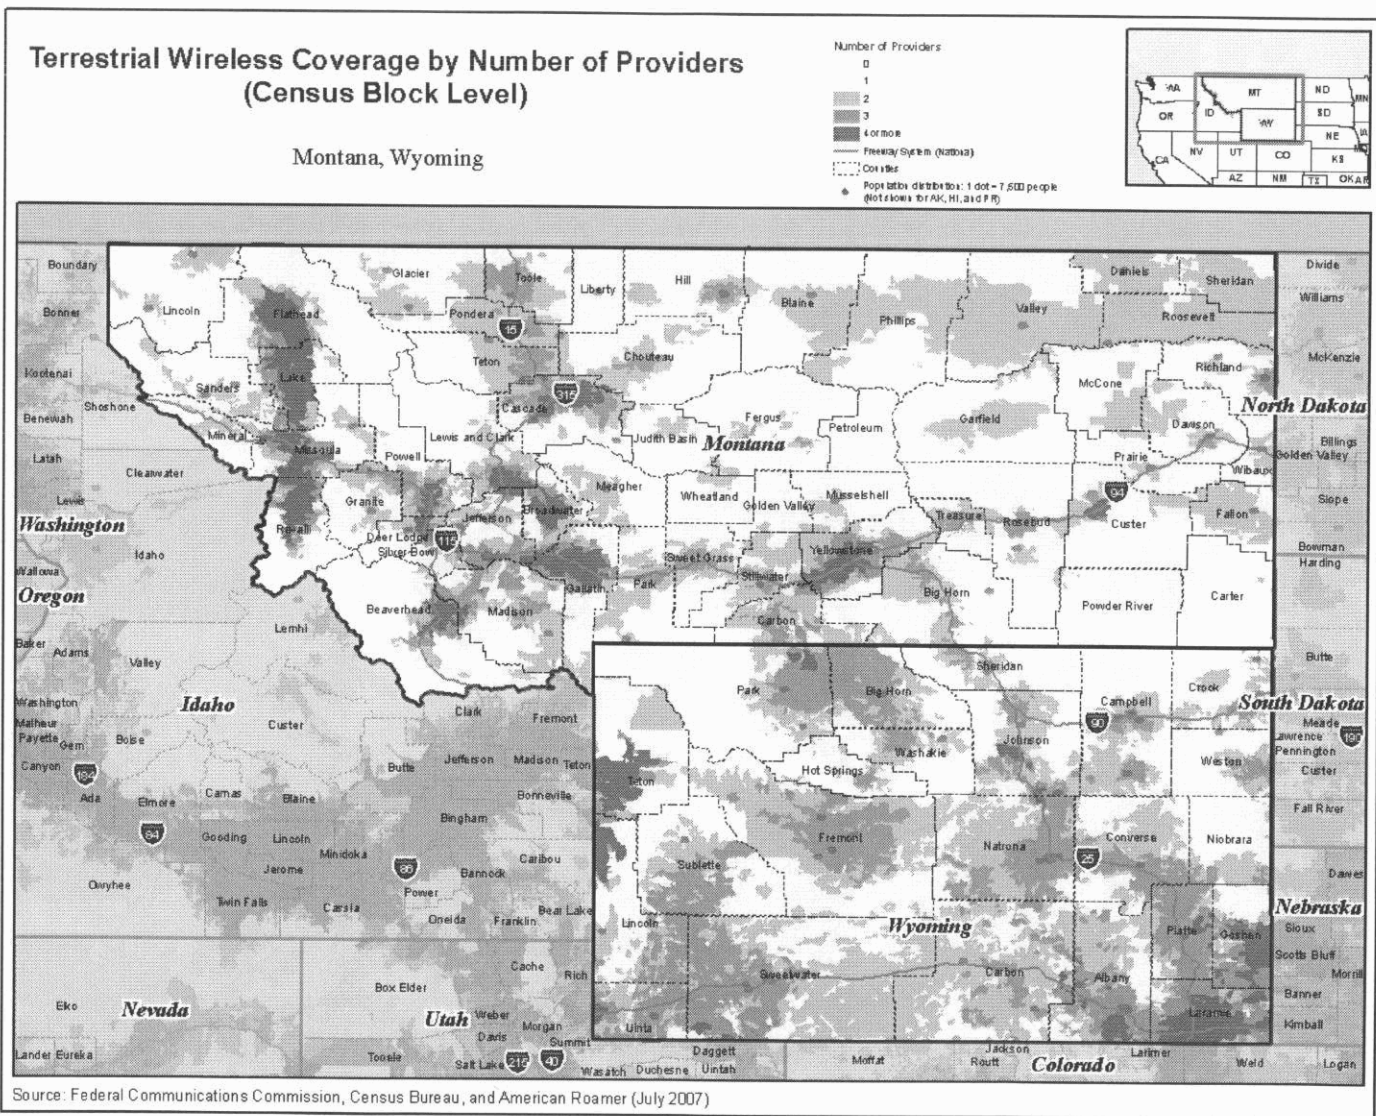 Terrestrial Wireless Coverage by Number of Providers
(Census Block Level)
Montana, Wyoming
Number of Providers
0
1
2
3
4 or more
Freeway System (National)
Counties
Population distribution: 1 dot = 7,500 people
(Not shown for AK, HI, and PR)
WA MT ND MN
OR ID SD
WY NE IA
NV UT CO KS
CA
AZ NM TX OK AR
Boundary Glacier Toole Liberty Hill Daniels Sheridan Divide
Bonner Lincoln Flathead Pondera 15 Blaine Phillips Valley Roosevelt Williams
Kootenai Sanders Lake Teton Chouteau McCone Richland McKenzie
Benewah Shoshone Cascade 315 Fergus Petroleum Garfield Dawson North Dakota
Latah Mineral Missoula Powell Lewis and Clark Judith Basin Montana Prairie Wibaux Billings
Golden Valley
Clearwater Granite Meagher Wheatland Golden Valley Musselshell 94 Slope
Lewis Ravalli Deer Lodge Jefferson Broadwater Treasure Rosebud Custer Fallon
Washington
Idaho Silver Bow 115 Yellowstone Bowman
Wallowa Gallatin Park Sweet Grass Stillwater Harding
Oregon Beaverhead Madison Big Horn Powder River Carter
Baker Lemhi Carbon
Adams Valley Sheridan Butte
Washington Idaho Park Big Horn Campbell Crook South Dakota
Malheur Clark Fremont 90 Meade
Payette Gem Boise Custer Washakie Johnson Lawrence 190
Canyon 184 Butte Jefferson Madison Teton Teton Hot Springs Weston Pennington
Custer
Ada Elmore Camas Blaine Bonneville Fall River
84 Gooding Lincoln Bingham Fremont Natrona Converse Niobrara
Minidoka 86 Caribou Sublette 25
Jerome Bannock Dawes
Owyhee Power
Twin Falls Cassia Oneida Franklin Bear Lake Lincoln Wyoming Platte Goshen Nebraska
Sioux
Cache Rich Sweetwater Carbon Albany Scotts Bluff
Morrill
Elko Nevada Box Elder Utah Weber Banner
Morgan Uinta Laramie Kimball
Davis
Lander Eureka Tooele Summit
Salt Lake 215 40 Wasatch Duchesne Daggett
Uintah Moffat Jackson
Routt Colorado Larimer Weld Logan
Source: Federal Communications Commission, Census Bureau, and American Roamer (July 2007)